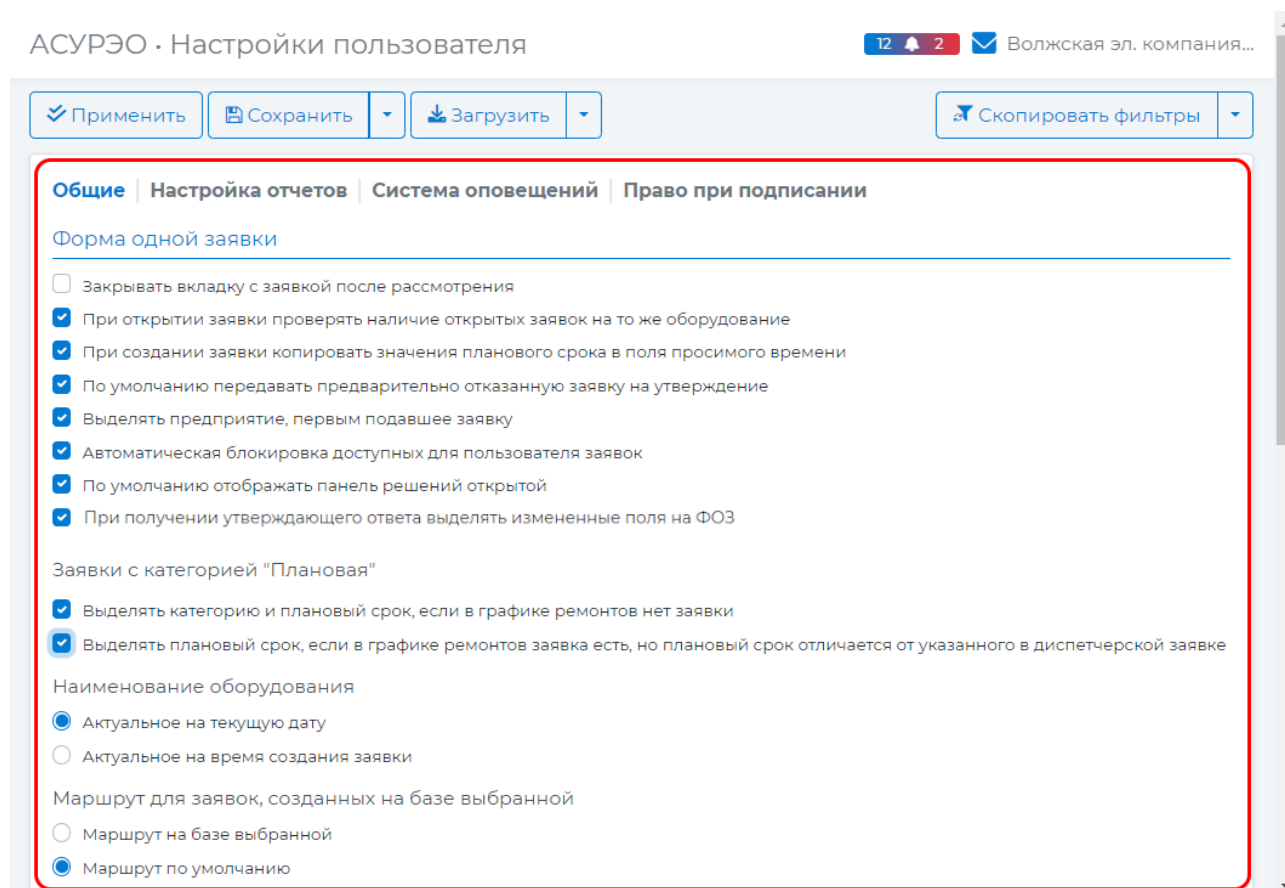 АСУРЭО • Настройки пользователя
12 2 Волжская эл. компания...
Применить Сохранить Загрузить Скопировать фильтры
Общие Настройка отчетов Система оповещений Право при подписании
Форма одной заявки
Закрывать вкладку с заявкой после рассмотрения
При открытии заявки проверять наличие открытых заявок на то же оборудование
При создании заявки копировать значения планового срока в поля просимого времени
По умолчанию передавать предварительно отказанную заявку на утверждение
Выделять предприятие, первым подавшее заявку
Автоматическая блокировка доступных для пользователя заявок
По умолчанию отображать панель решений открытой
При получении утверждающего ответа выделять измененные поля на ФОЗ
Заявки с категорией "Плановая"
Выделять категорию и плановый срок, если в графике ремонтов нет заявки
Выделять плановый срок, если в графике ремонтов заявка есть, но плановый срок отличается от указанного в диспетчерской заявке
Наименование оборудования
Актуальное на текущую дату
Актуальное на время создания заявки
Маршрут для заявок, созданных на базе выбранной
Маршрут на базе выбранной
Маршрут по умолчанию